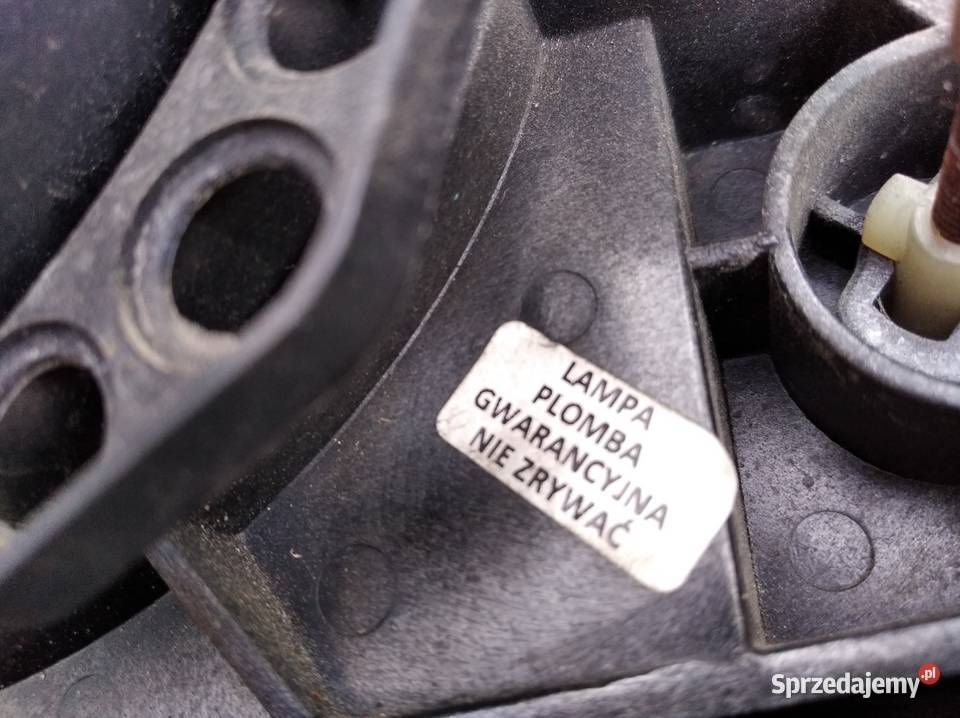 LAMPA
PLOMBA
GWARANCYJNA
NIE ZRYWAĆ
Sprzedajemy.pl